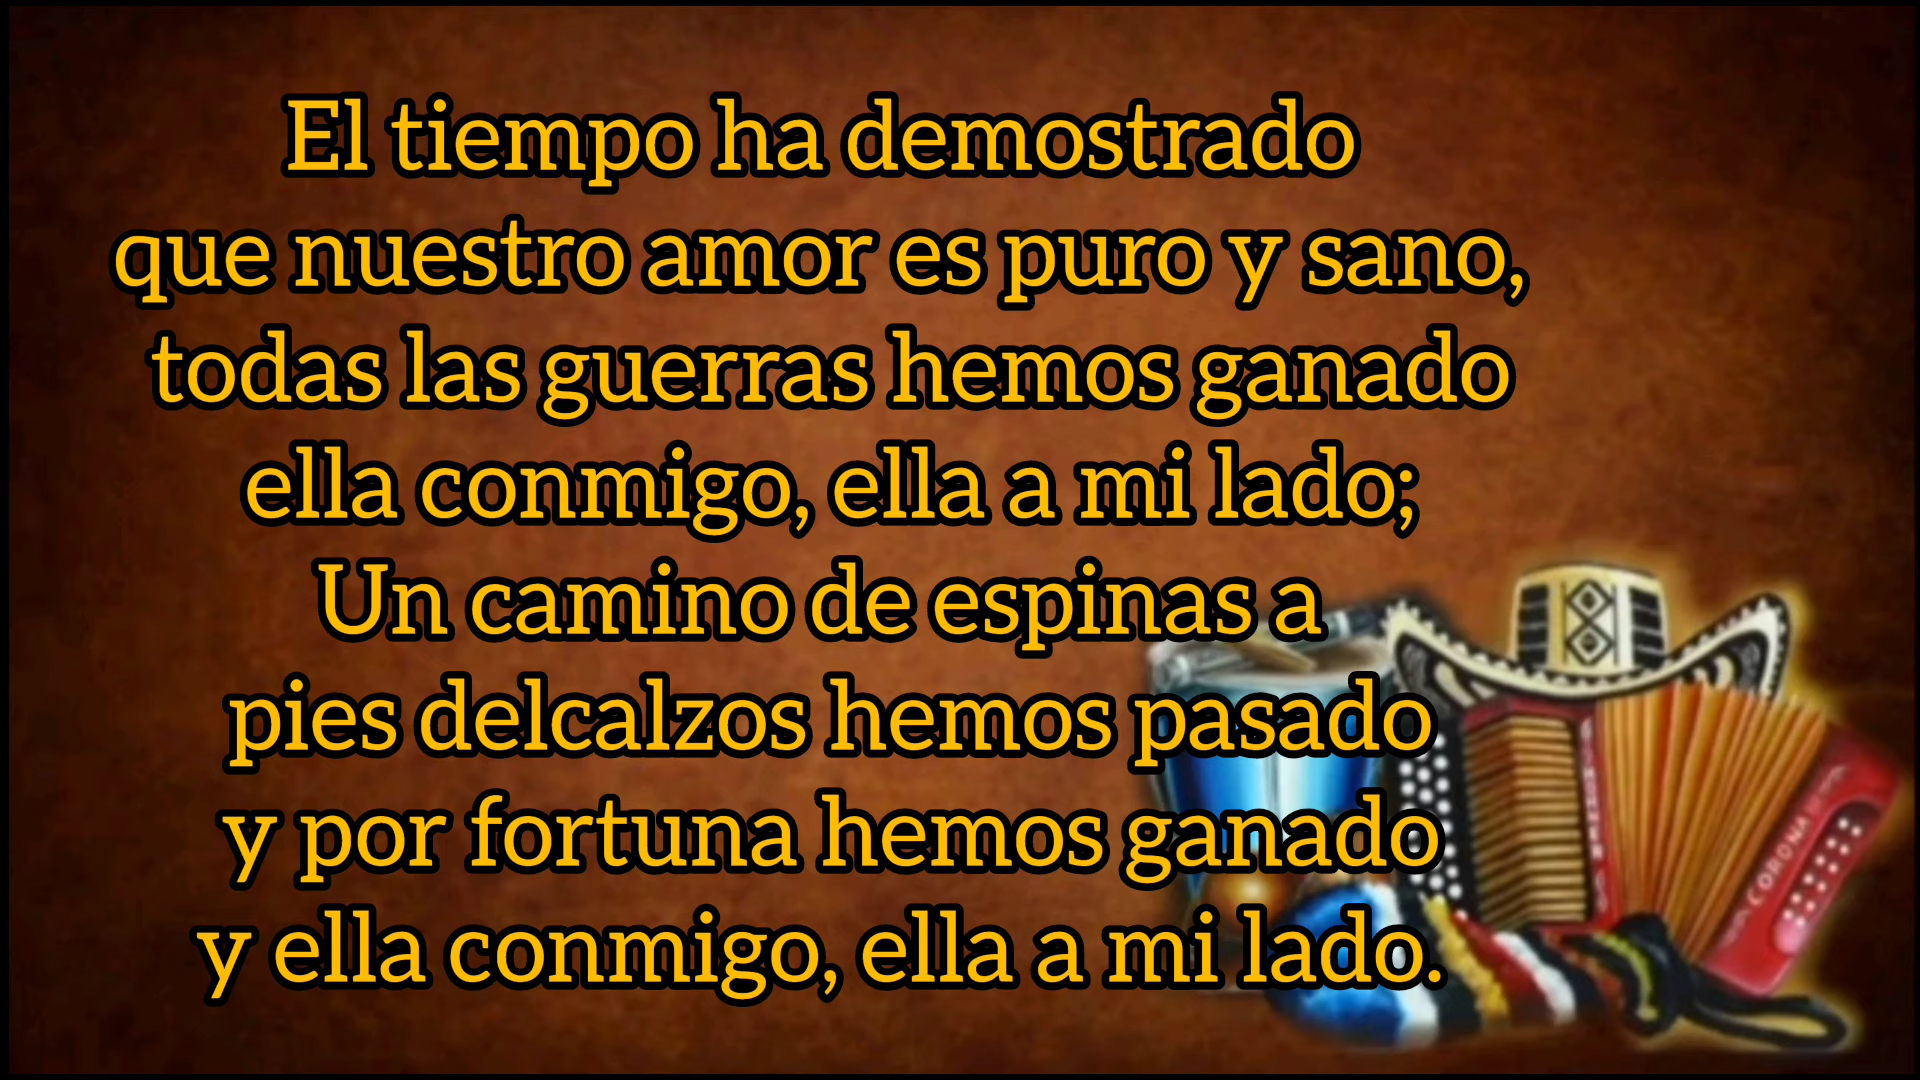 El tiempo ha demostrado
que nuestro amor es puro y sano,
todas las guerras hemos ganado
ella conmigo, ella a mi lado;
Un camino de espinas a
pies delcalzos hemos pasado
y por fortuna hemos ganado
y ella conmigo, ella a mi lado.
CORONA